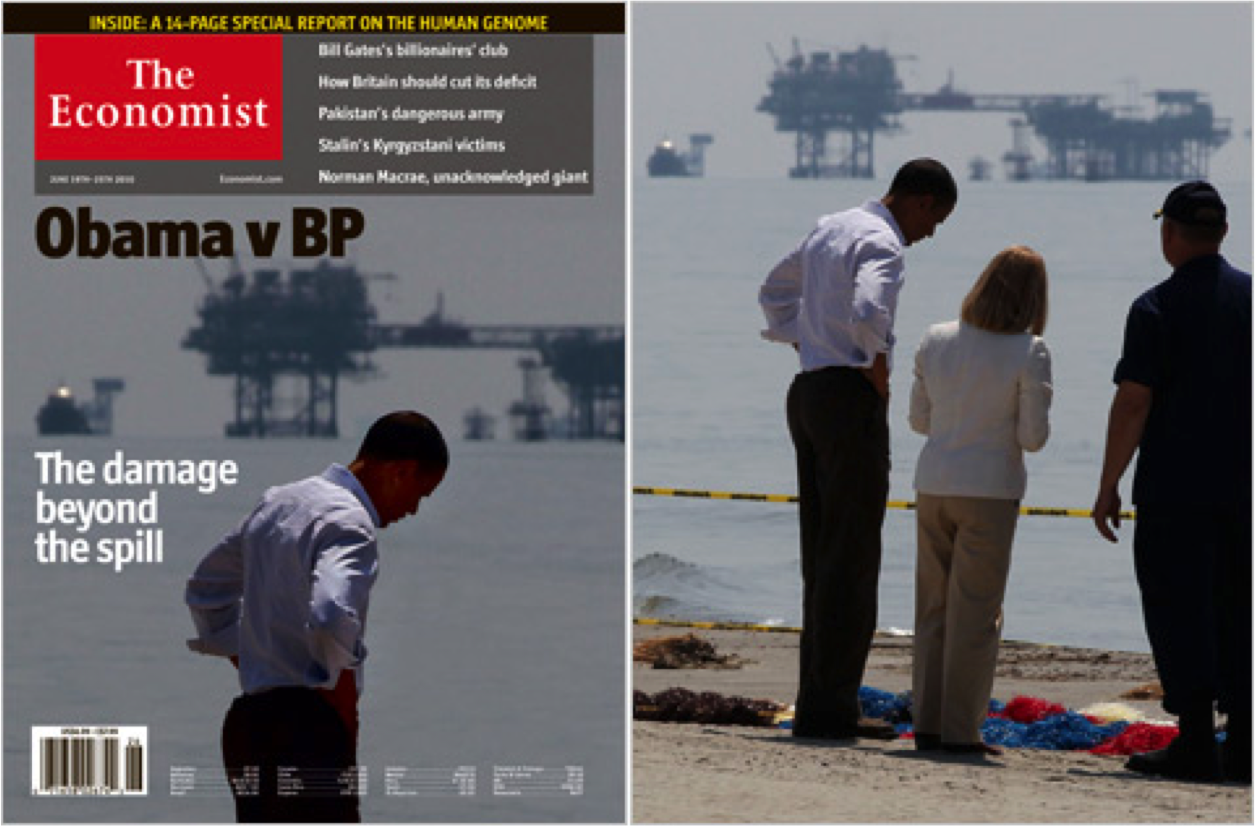 INSIDE: A 14-PAGE SPECIAL REPORT ON THE HUMAN GENOME
The
Economist
JUNE 19TH-25TH 2010
Economist.com
Bill Gates's billionaires' club
How Britain should cut its deficit
Pakistan's dangerous army
Stalin's Kyrgyzstani victims
Norman Macrae, unacknowledged giant
Obama v BP
The damage
beyond
the spill